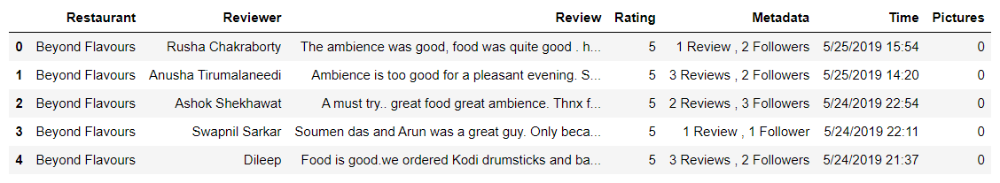 Restaurant Reviewer Review Rating Metadata Time Pictures
0 Beyond Flavours Rusha Chakraborty The ambience was good, food was quite good . h... 5 1 Review , 2 Followers 5/25/2019 15:54 0
1 Beyond Flavours Anusha Tirumalaneedi Ambience is too good for a pleasant evening. S... 5 3 Reviews , 2 Followers 5/25/2019 14:20 0
2 Beyond Flavours Ashok Shekhawat A must try.. great food great ambience. Thnx f... 5 2 Reviews , 3 Followers 5/24/2019 22:54 0
3 Beyond Flavours Swapnil Sarkar Soumen das and Arun was a great guy. Only beca... 5 1 Review , 1 Follower 5/24/2019 22:11 0
4 Beyond Flavours Dileep Food is good.we ordered Kodi drumsticks and ba... 5 3 Reviews , 2 Followers 5/24/2019 21:37 0